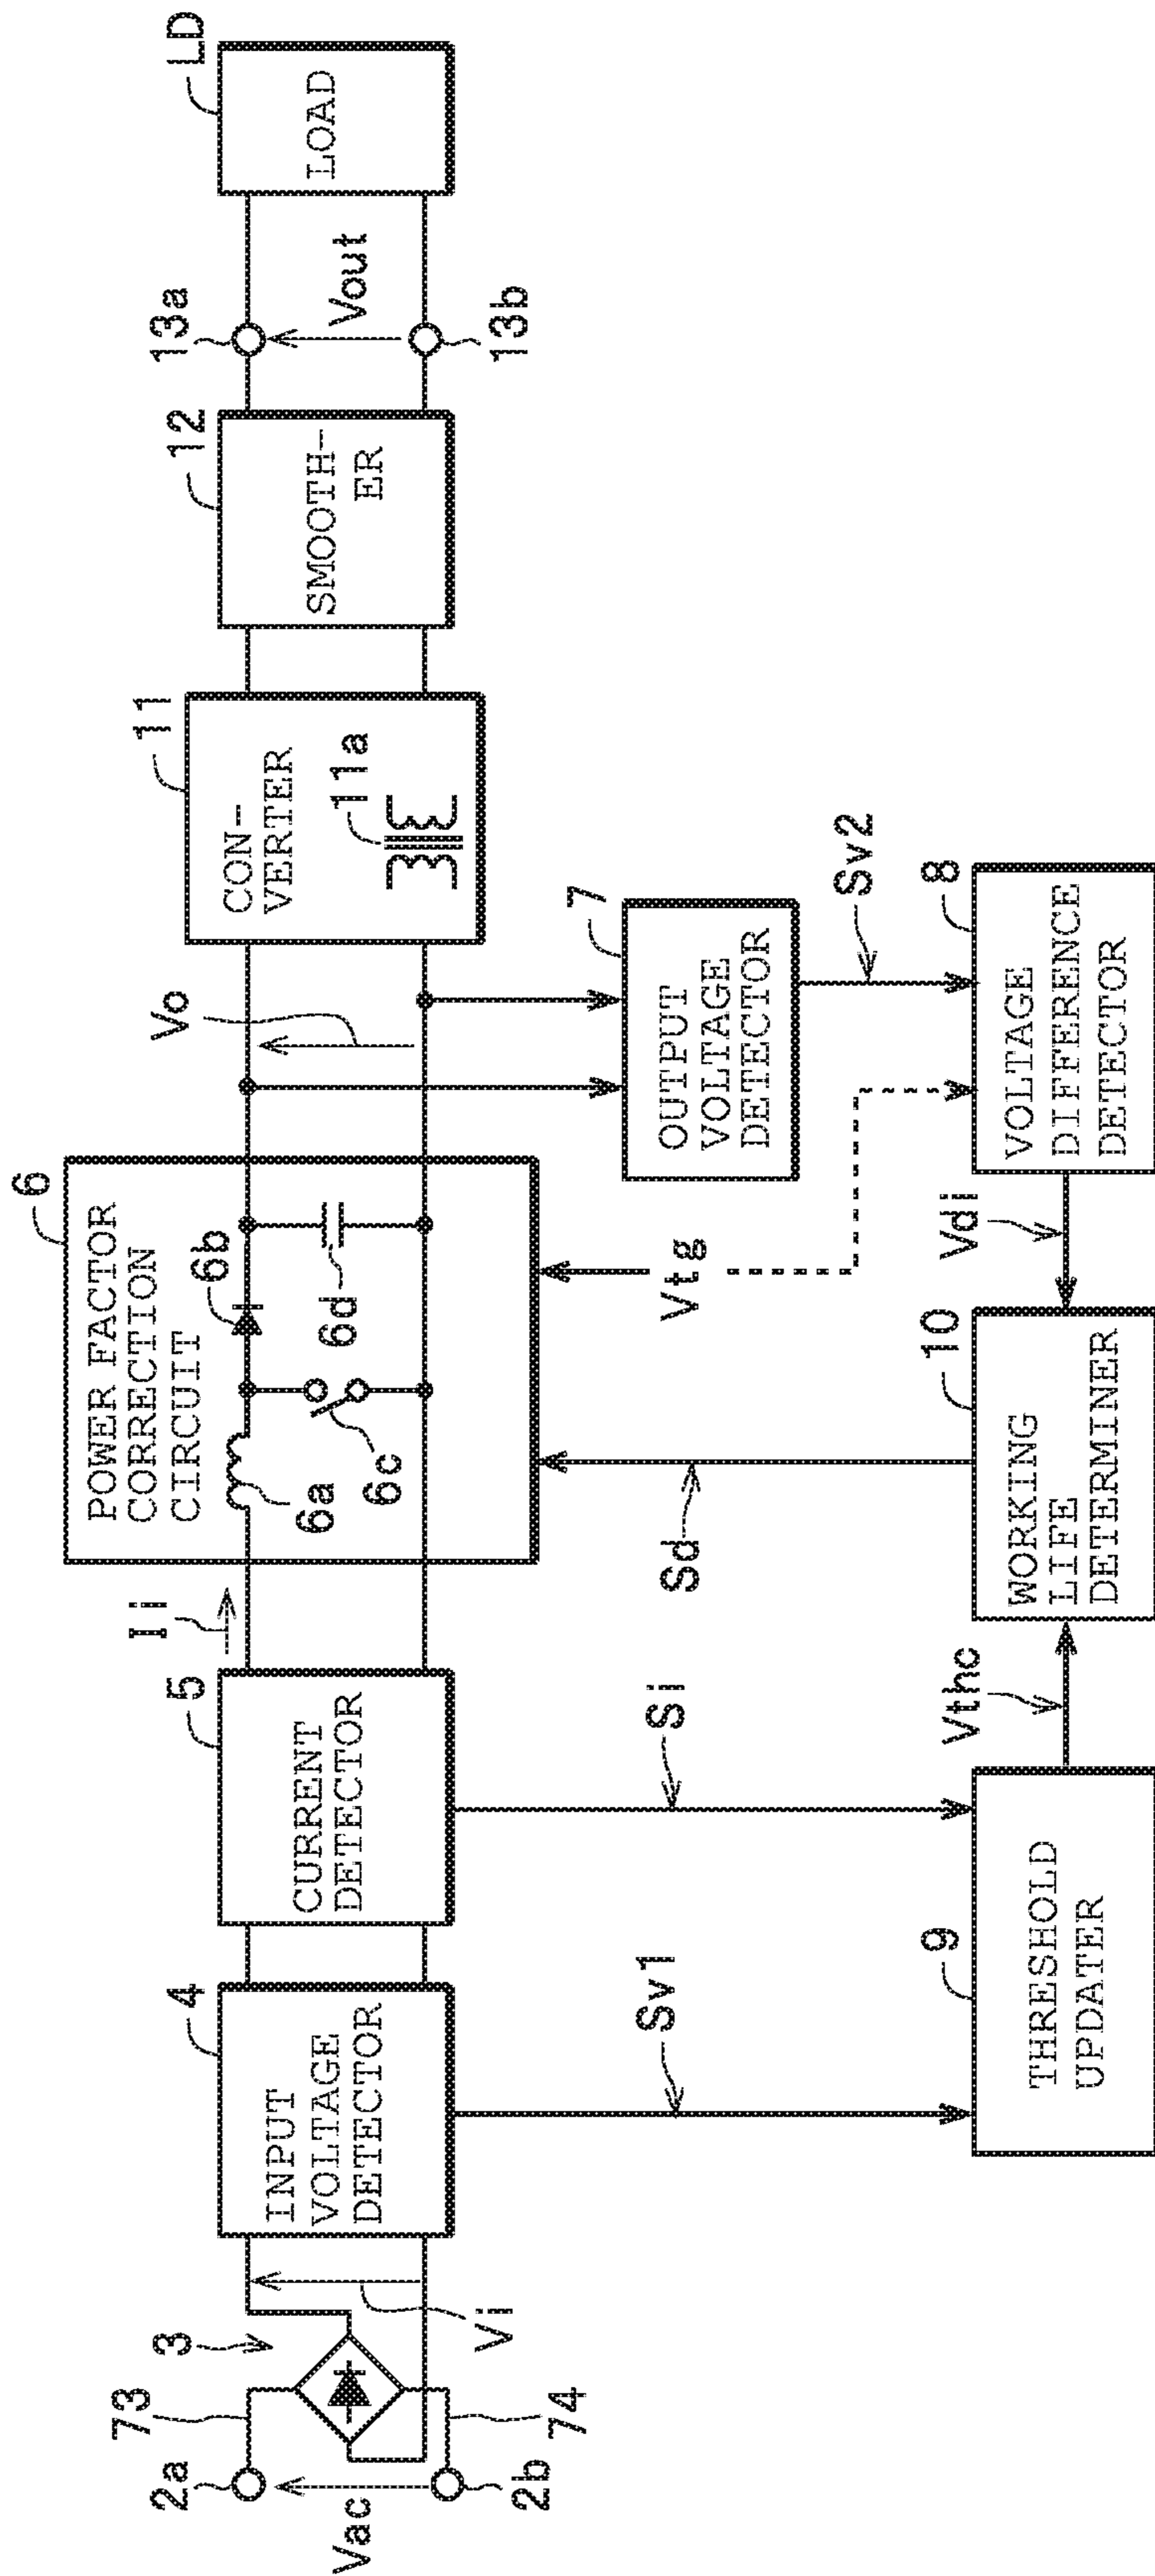 Vac
2a
2b
73
74
3
Vi
INPUT
VOLTAGE
DETECTOR
4
CURRENT
DETECTOR
5
Ii
POWER FACTOR
CORRECTION
CIRCUIT
6
6a
6b
6c
6d
Vo
CON-
VERTER
11
11a
SMOOTH-
ER
12
13a
Vout
13b
LOAD
LD
Sv1
Si
Sd
Vtg
OUTPUT
VOLTAGE
DETECTOR
7
Sv2
THRESHOLD
UPDATER
9
Vthc
WORKING
LIFE
DETERMINER
10
Vdi
VOLTAGE
DIFFERENCE
DETECTOR
8